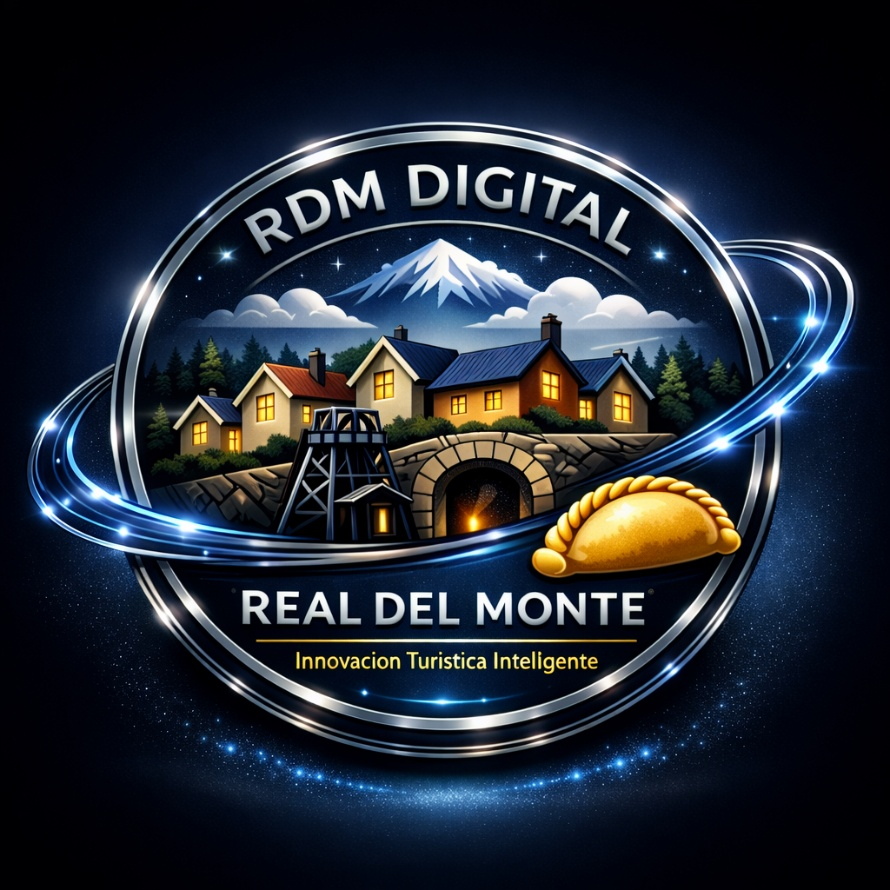 RDM DIGITAL
REAL DEL MONTE
Innovacion Turistica Inteligente